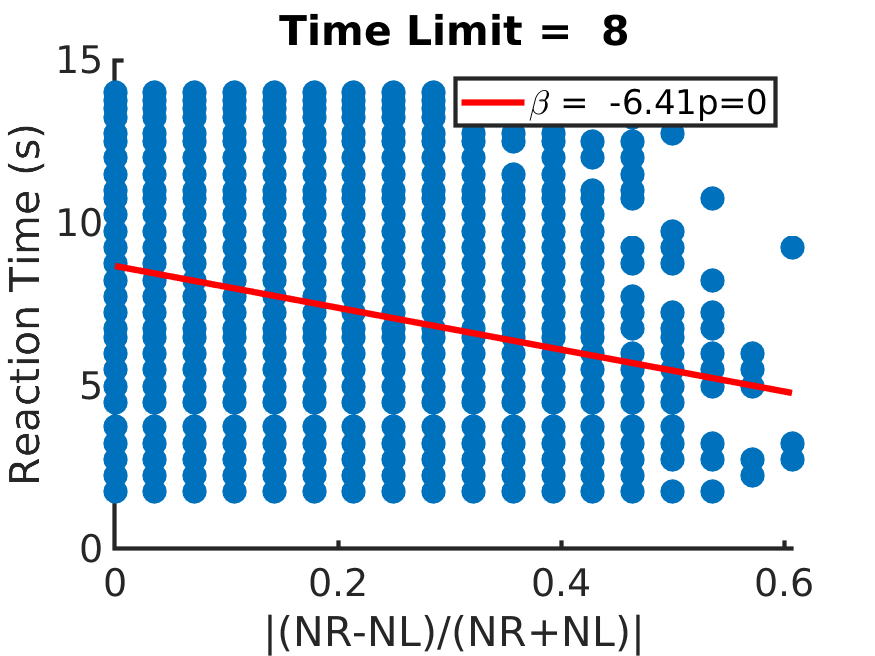 Time Limit =  8
β =  -6.41p=0
Reaction Time (s)
15
10
5
0
0 0.2 0.4 0.6
|(NR-NL)/(NR+NL)|